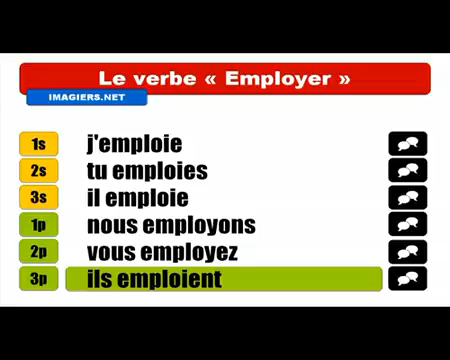 Le verbe « Employer »
IMAGIERS.NET
1s j'emploie
2s tu emploies
3s il emploie
1p nous employons
2p vous employez
3p ils emploient